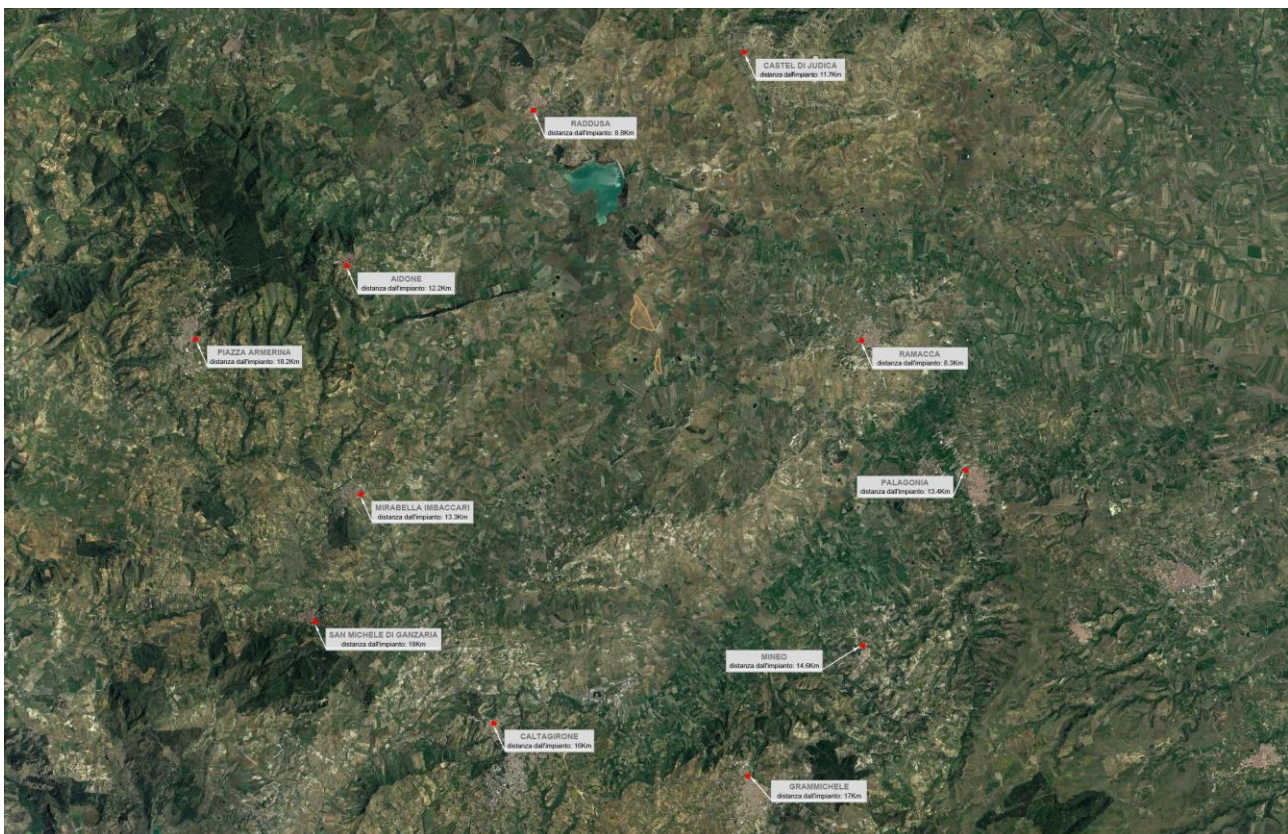 CASTEL DI JUDICA
distanza dall'impianto: 11.7Km
RADDUSA
distanza dall'impianto: 8.8Km
AIDONE
distanza dall'impianto: 12.2Km
PIAZZA ARMERINA
distanza dall'impianto: 18.2Km
RAMACCA
distanza dall'impianto: 8.3Km
PALAGONIA
distanza dall'impianto: 13.4Km
MIRABELLA IMBACCARI
distanza dall'impianto: 13.3Km
SAN MICHELE DI GANZARIA
distanza dall'impianto: 18Km
MINEO
distanza dall'impianto: 14.6Km
CALTAGIRONE
distanza dall'impianto: 16Km
GRAMMICHELE
distanza dall'impianto: 17Km